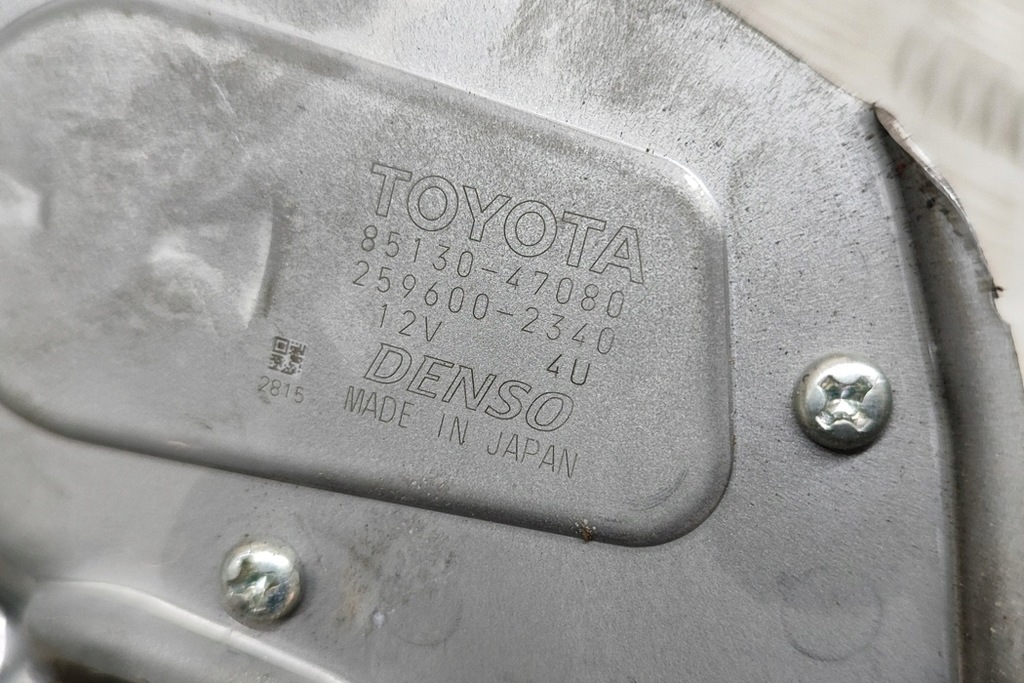 TOYOTA
85130-47080
259600-2340
12V 4U
DENSO
MADE IN JAPAN
2815